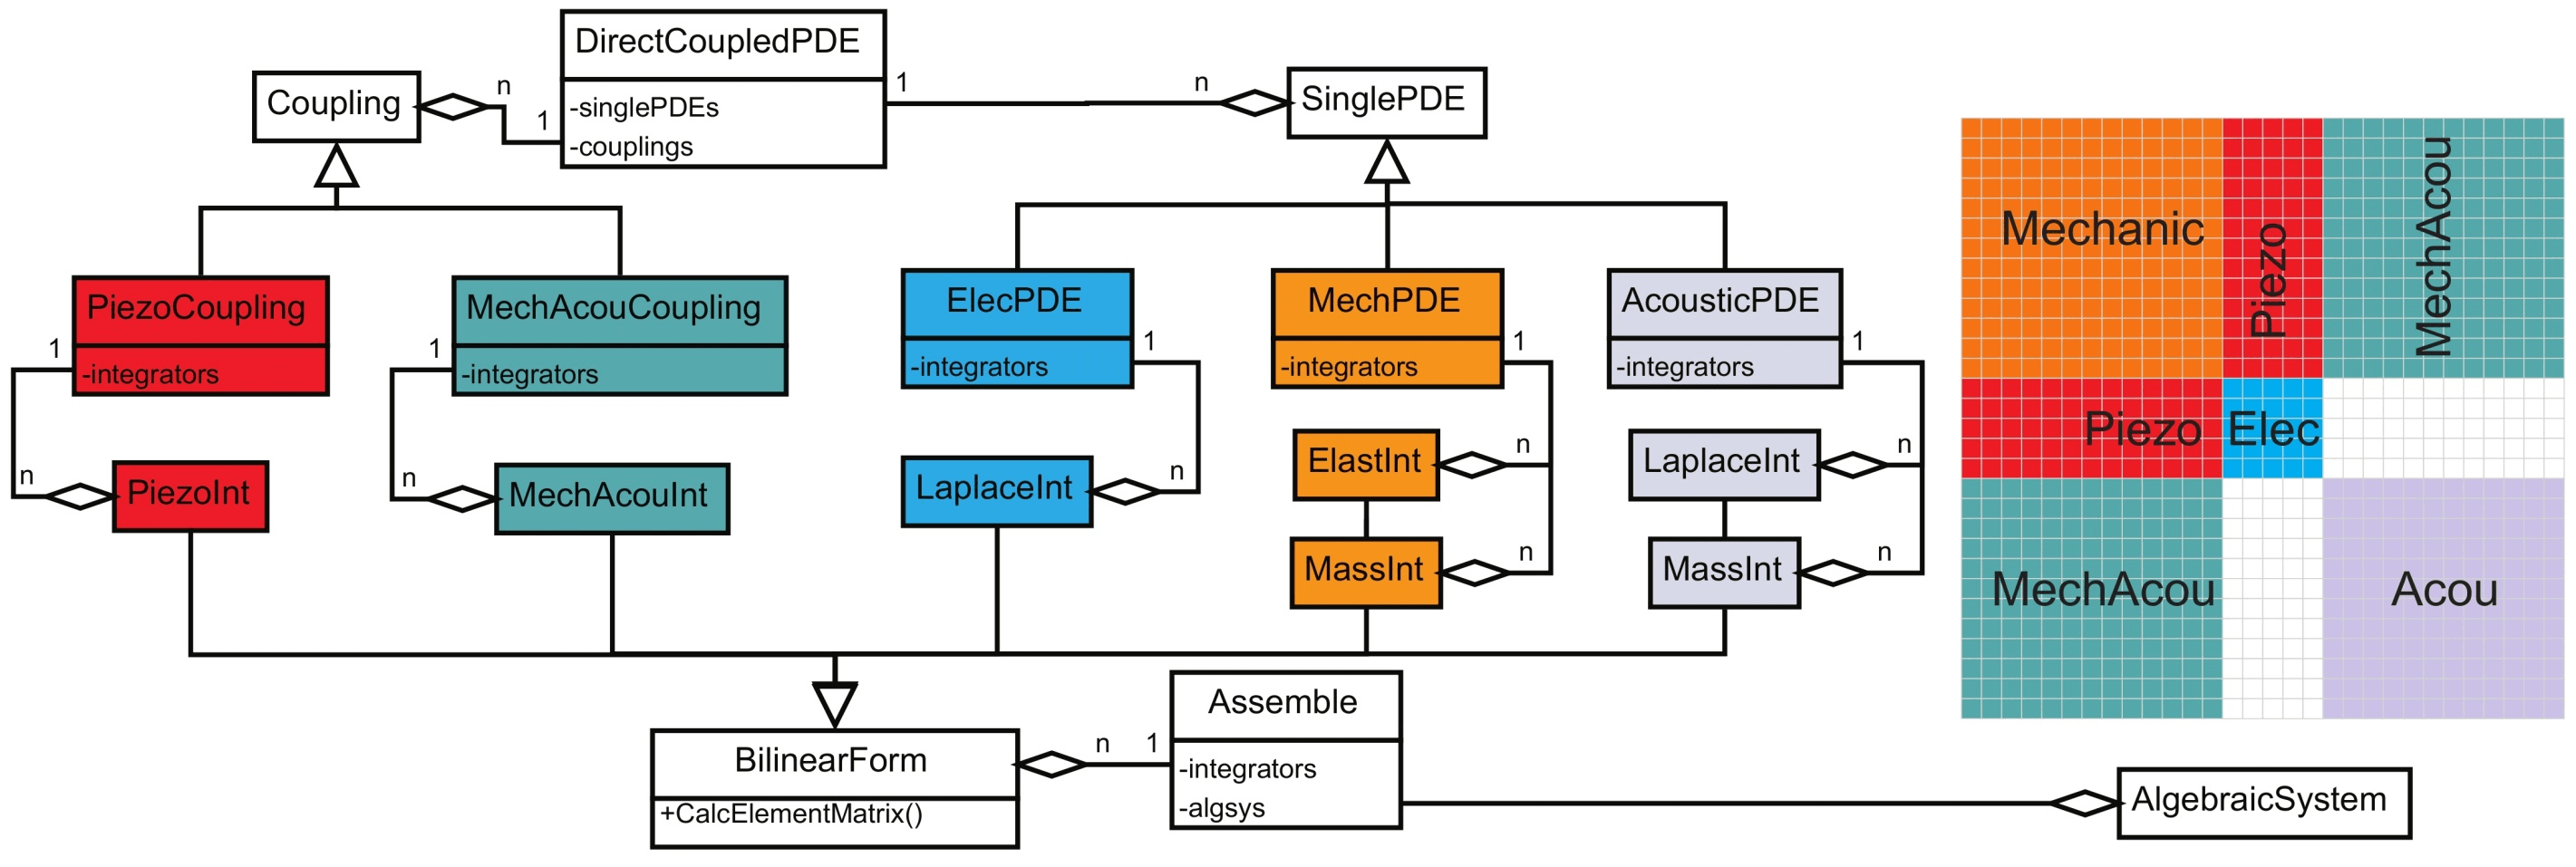 DirectCoupledPDE
-singlePDEs
-couplings
Coupling
n
1
1
n
SinglePDE
PiezoCoupling
-integrators
1
n
PiezoInt
MechAcouCoupling
-integrators
1
n
MechAcouInt
ElecPDE
-integrators
1
n
LaplaceInt
MechPDE
-integrators
1
n
ElastInt
n
MassInt
AcousticPDE
-integrators
1
n
LaplaceInt
n
MassInt
BilinearForm
+CalcElementMatrix()
n
1
Assemble
-integrators
-algsys
AlgebraicSystem
Mechanic
Piezo
MechAcou
Piezo
Elec
MechAcou
Acou